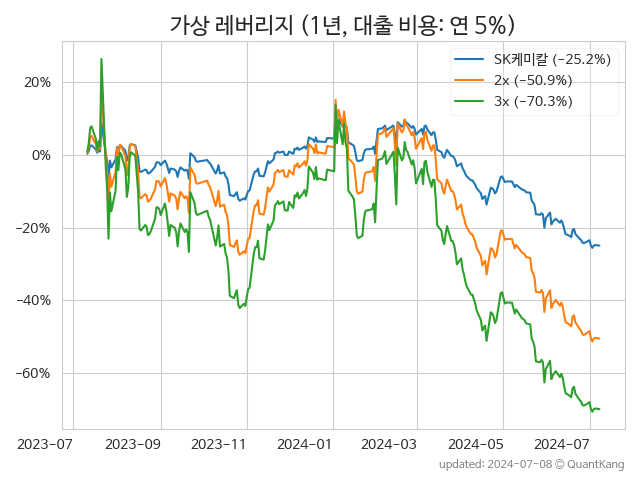 가상 레버리지 (1년, 대출 비용: 연 5%)
SK케미칼 (−25.2%)
2x (−50.9%)
3x (−70.3%)
20%
0%
−20%
−40%
−60%
2023-07 2023-09 2023-11 2024-01 2024-03 2024-05 2024-07
updated: 2024-07-08 © QuantKang